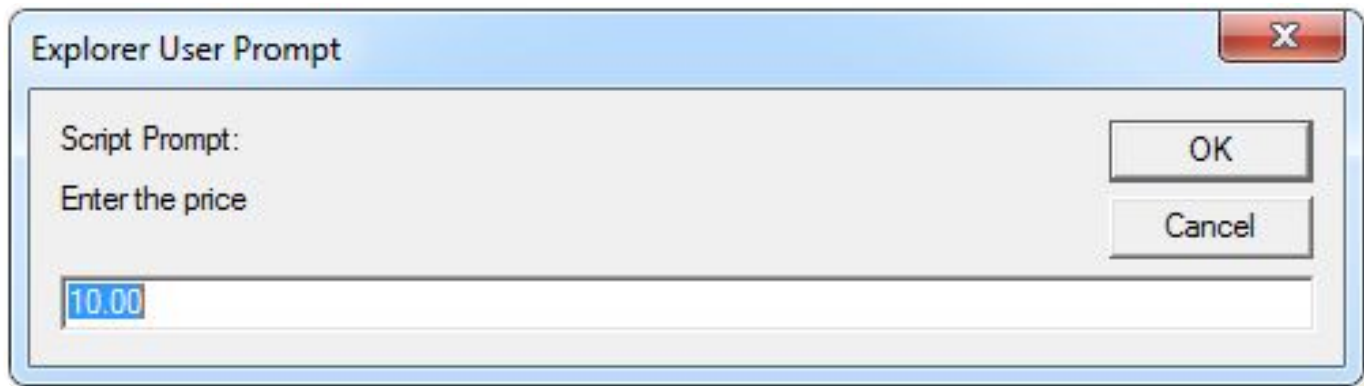 Explorer User Prompt
Script Prompt:
OK
Enter the price
Cancel
10.00